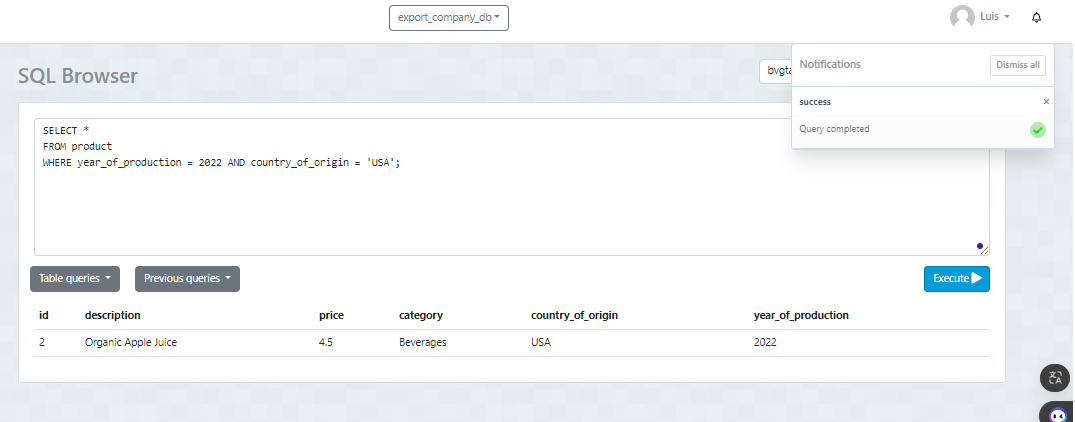 export_company_db
Luis
SQL Browser
Notifications
Dismiss all
success
×
Query completed
SELECT *
FROM product
WHERE year_of_production = 2022 AND country_of_origin = 'USA';
Table queries
Previous queries
Execute
id description price category country_of_origin year_of_production
2 Organic Apple Juice 4.5 Beverages USA 2022